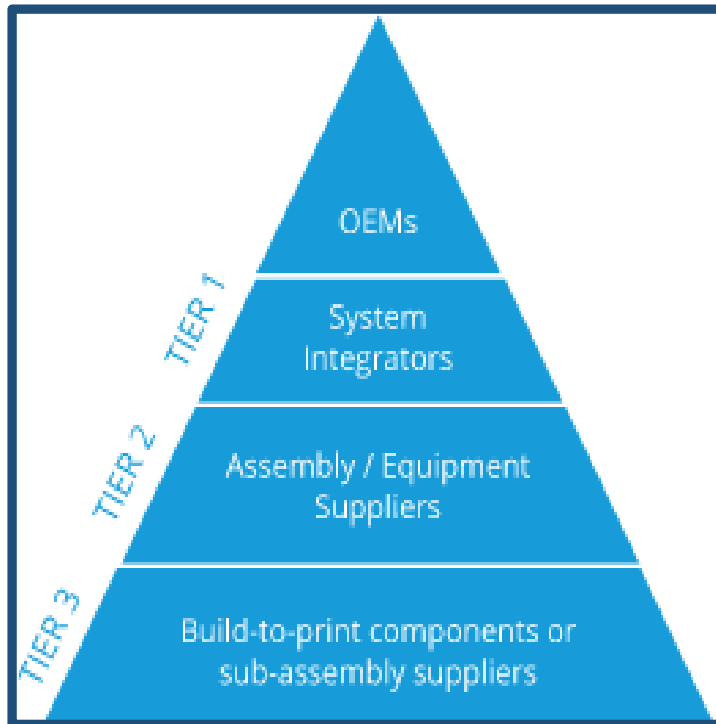 OEMs
TIER 1
System
Integrators
TIER 2
Assembly / Equipment
Suppliers
TIER 3
Build-to-print components or
sub-assembly suppliers